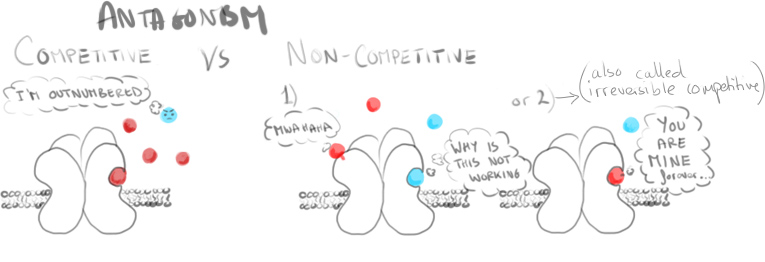 ANTAGONISM
COMPETITIVE VS NON-COMPETITIVE
I'M OUTNUMBERED
1)
MWAHAHA
WHY IS
THIS NOT
WORKING
or 2) → (also called
irreversible competitive)
YOU
ARE
MINE
forever...